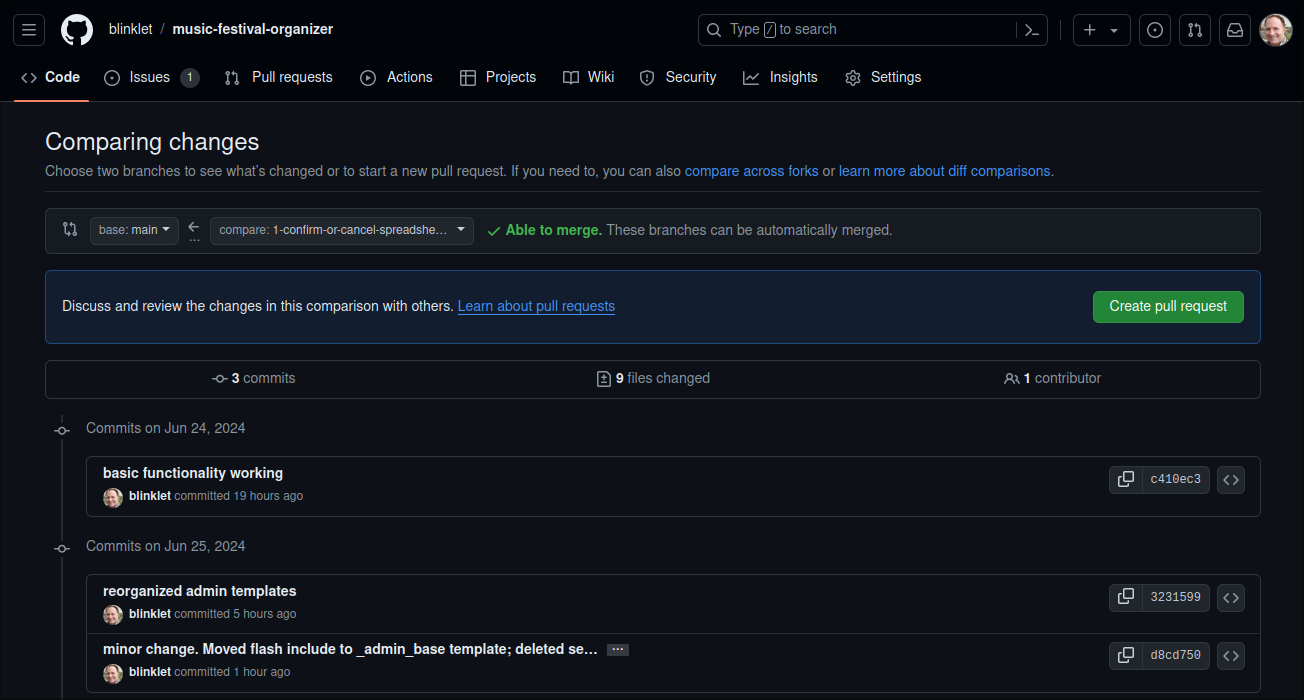 blinklet / music-festival-organizer
Type / to search
Code Issues 1 Pull requests Actions Projects Wiki Security Insights Settings
Comparing changes
Choose two branches to see what's changed or to start a new pull request. If you need to, you can also compare across forks or learn more about diff comparisons.
base: main ... compare: 1-confirm-or-cancel-spreadshe… Able to merge. These branches can be automatically merged.
Discuss and review the changes in this comparison with others. Learn about pull requests
Create pull request
3 commits 9 files changed 1 contributor
Commits on Jun 24, 2024
basic functionality working
c410ec3
blinklet committed 19 hours ago
Commits on Jun 25, 2024
reorganized admin templates
3231599
blinklet committed 5 hours ago
minor change. Moved flash include to _admin_base template; deleted se… …
d8cd750
blinklet committed 1 hour ago